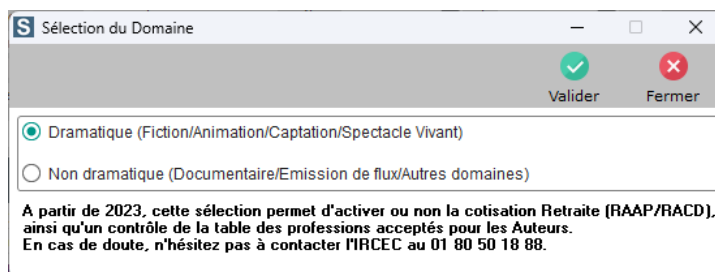 S Sélection du Domaine
Valider Fermer
Dramatique (Fiction/Animation/Captation/Spectacle Vivant)
Non dramatique (Documentaire/Emission de flux/Autres domaines)
A partir de 2023, cette sélection permet d'activer ou non la cotisation Retraite (RAAP/RACD),
ainsi qu'un contrôle de la table des professions acceptés pour les Auteurs.
En cas de doute, n'hésitez pas à contacter l'IRCEC au 01 80 50 18 88.